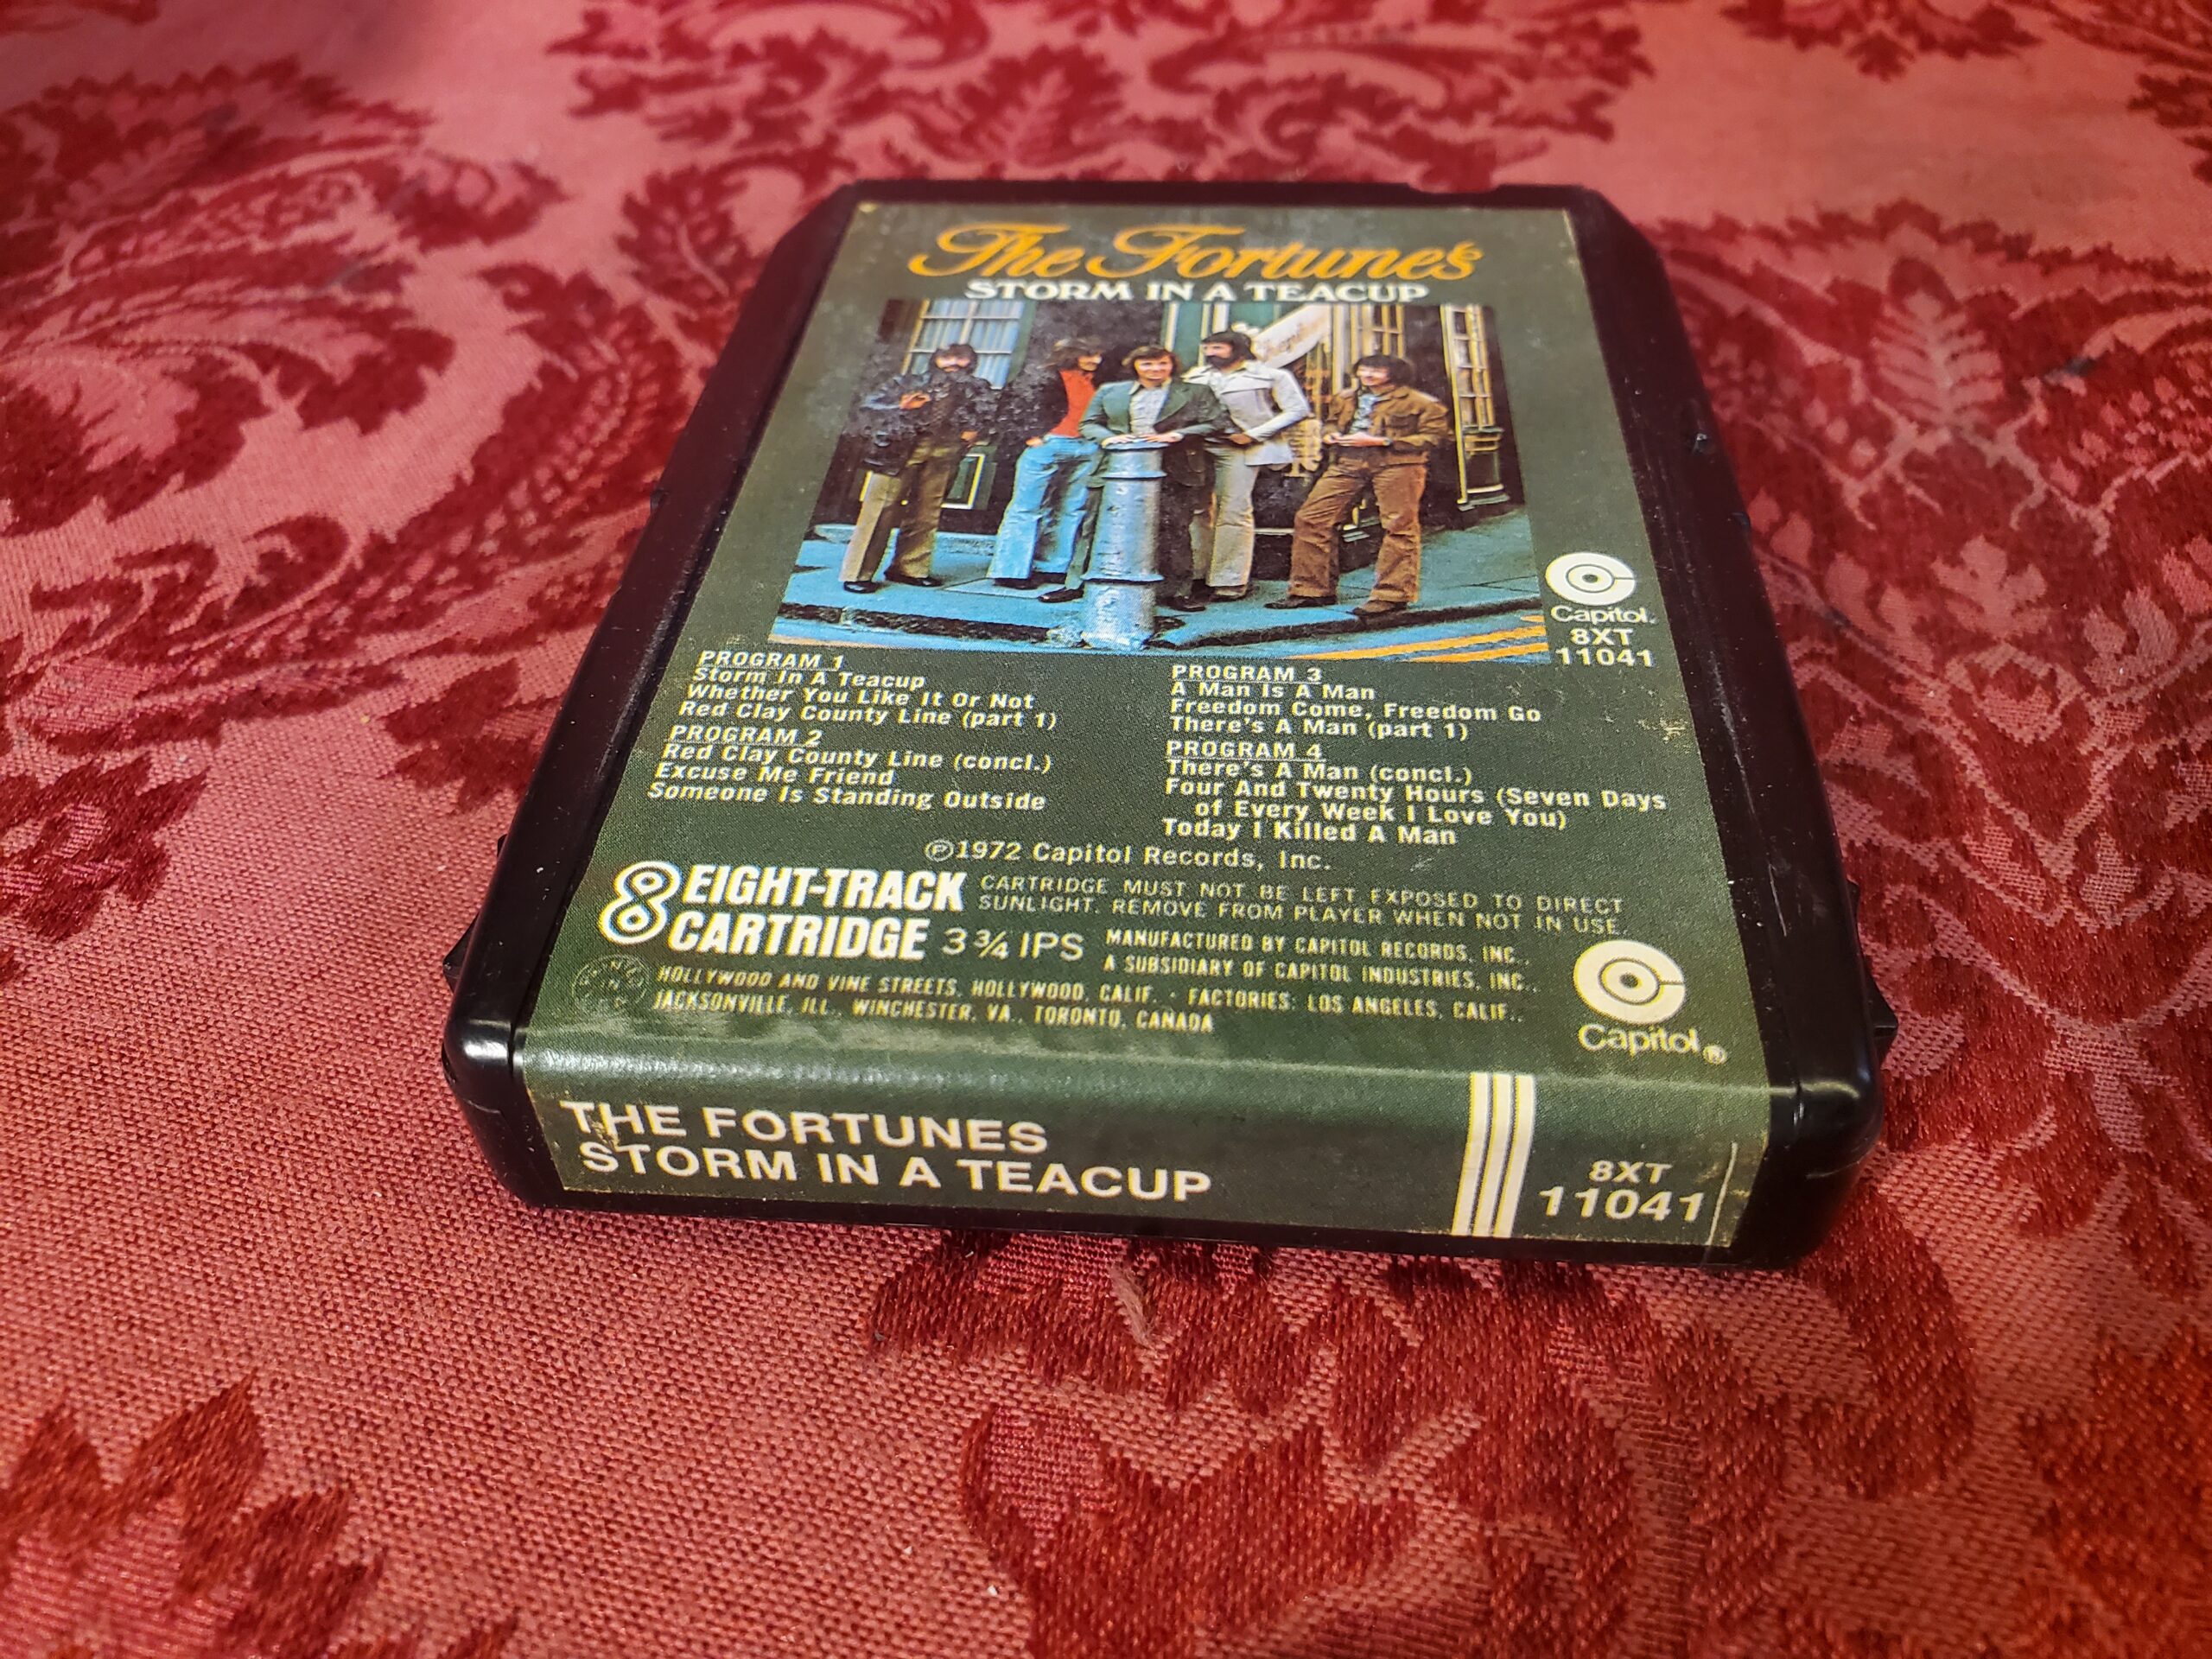 The Fortunes
STORM IN A TEACUP
Capitol.
8XT
11041
PROGRAM 1
Storm In A Teacup
Whether You Like It Or Not
Red Clay County Line (part 1)
PROGRAM 2
Red Clay County Line (concl.)
Excuse Me Friend
Someone Is Standing Outside
PROGRAM 3
A Man Is A Man
Freedom Come, Freedom Go
There's A Man (part 1)
PROGRAM 4
There's A Man (concl.)
Four And Twenty Hours (Seven Days
of Every Week I Love You)
Today I Killed A Man
℗1972 Capitol Records, Inc.
8 EIGHT-TRACK
CARTRIDGE 3 ¾ IPS
CARTRIDGE MUST NOT BE LEFT EXPOSED TO DIRECT
SUNLIGHT. REMOVE FROM PLAYER WHEN NOT IN USE.
MANUFACTURED BY CAPITOL RECORDS, INC.,
A SUBSIDIARY OF CAPITOL INDUSTRIES, INC.,
HOLLYWOOD AND VINE STREETS, HOLLYWOOD, CALIF. • FACTORIES: LOS ANGELES, CALIF.,
JACKSONVILLE, ILL., WINCHESTER, VA., TORONTO, CANADA
Capitol®
THE FORTUNES
STORM IN A TEACUP
8XT
11041